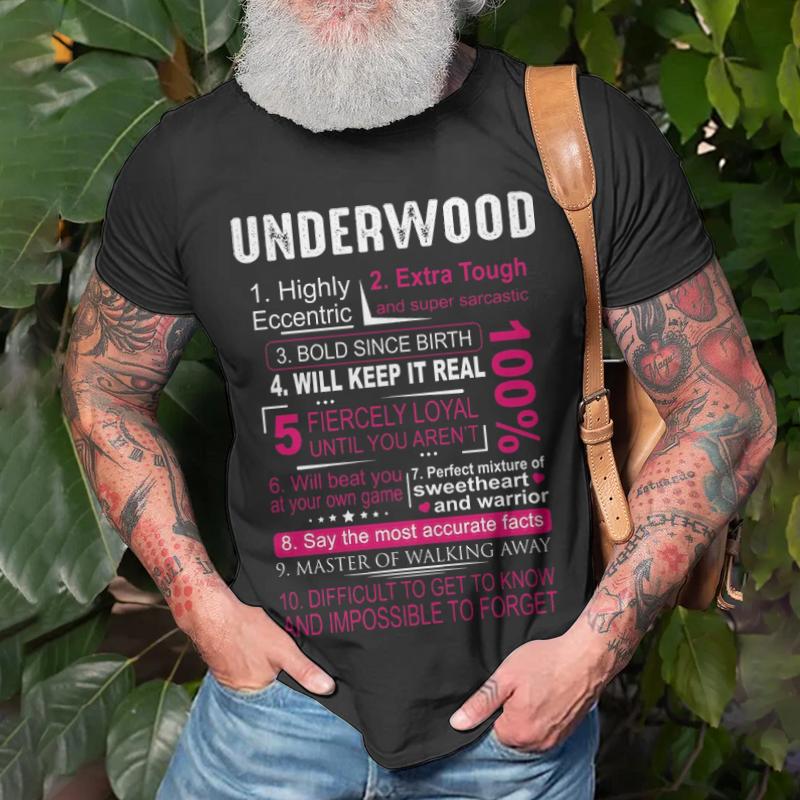 UNDERWOOD
1. Highly
Eccentric
2. Extra Tough
and super sarcastic
3. BOLD SINCE BIRTH
4. WILL KEEP IT REAL
100%
5 FIERCELY LOYAL
UNTIL YOU AREN'T
6. Will beat you
at your own game
7. Perfect mixture of
sweetheart
and warrior
8. Say the most accurate facts
9. MASTER OF WALKING AWAY
10. DIFFICULT TO GET TO KNOW
AND IMPOSSIBLE TO FORGET
Estuardo